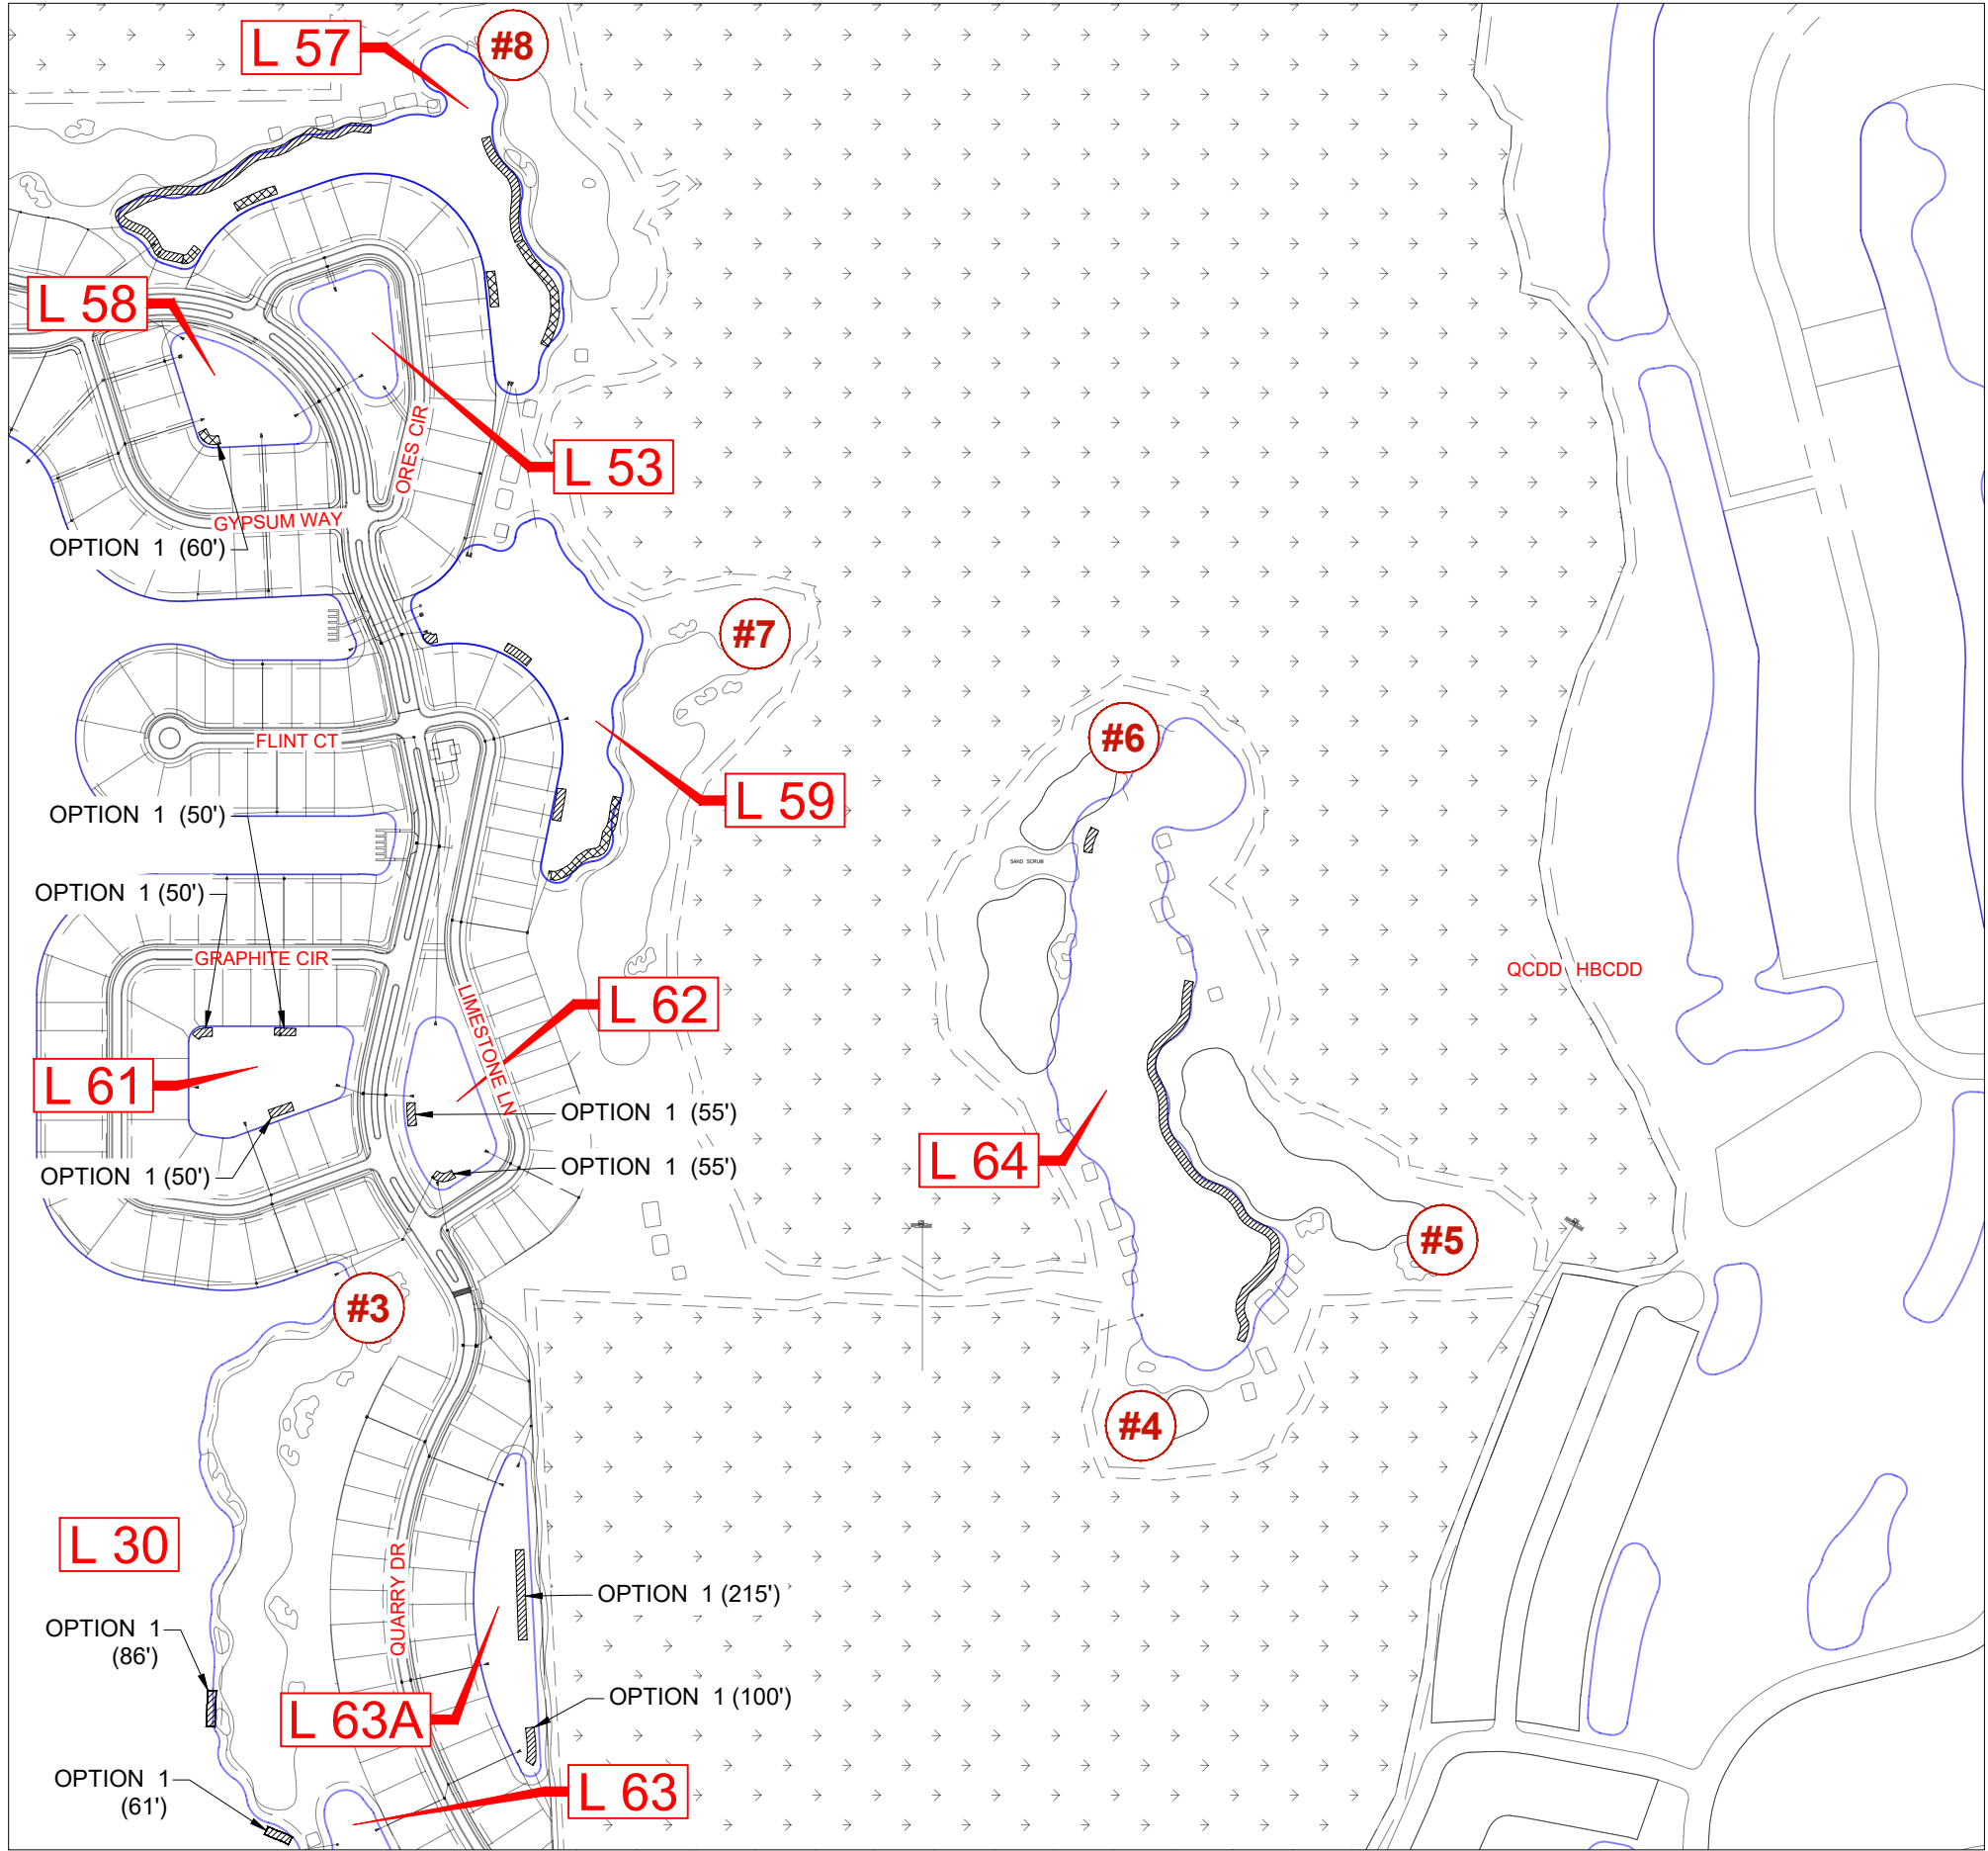 L 57
#8
L 58
L 53
ORES CIR
GYPSUM WAY
OPTION 1 (60')
#7
FLINT CT
#6
L 59
OPTION 1 (50')
SAND SCRUB
OPTION 1 (50')
GRAPHITE CIR
QCDD HBCDD
L 62
LIMESTONE LN
L 61
OPTION 1 (55')
L 64
OPTION 1 (55')
OPTION 1 (50')
#5
#3
#4
L 30
QUARRY DR
OPTION 1 (215')
OPTION 1
(86')
L 63A
OPTION 1 (100')
L 63
OPTION 1
(61')